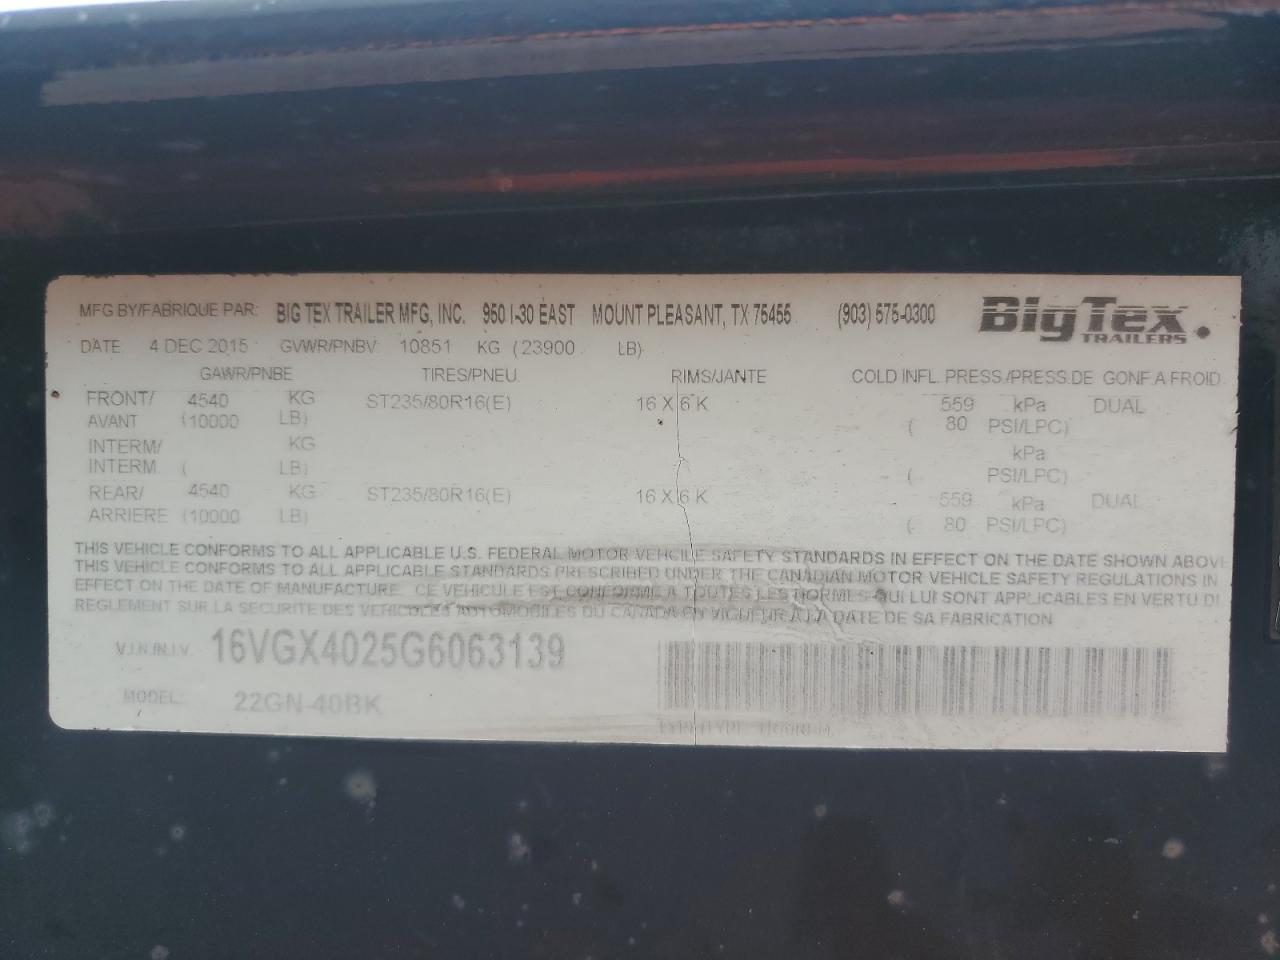 MFG BY/FABRIQUE PAR: BIG TEX TRAILER MFG, INC. 950 I-30 EAST MOUNT PLEASANT, TX 75455 (903) 575-0300 Big Tex TRAILERS
DATE 4 DEC 2015 GVWR/PNBV 10851 KG (23900 LB)
GAWR/PNBE TIRES/PNEU RIMS/JANTE COLD INFL. PRESS./PRESS.DE GONF.A FROID
FRONT/ 4540 KG ST235/80R16(E) 16 X 6 K 559 kPa DUAL
AVANT (10000 LB) ( 80 PSI/LPC)
INTERM/ KG kPa
INTERM ( LB) ( PSI/LPC)
REAR/ 4540 KG ST235/80R16(E) 16 X 6 K 559 kPa DUAL
ARRIERE (10000 LB) ( 80 PSI/LPC)
THIS VEHICLE CONFORMS TO ALL APPLICABLE U.S. FEDERAL MOTOR VEHCILE SAFETY STANDARDS IN EFFECT ON THE DATE SHOWN ABOVE
THIS VEHICLE CONFORMS TO ALL APPLICABLE STANDARDS PRESCRIBED UNDER THE CANADIAN MOTOR VEHICLE SAFETY REGULATIONS IN
EFFECT ON THE DATE OF MANUFACTURE. CE VEHICULE EST CONFORME A TOUTES LES NORMES QUI LUI SONT APPLICABLES EN VERTU DU
REGLEMENT SUR LA SECURITE DES VEHICULES AUTOMOBILES DU CANADA EN VIGUEUR A LA DATE DE SA FABRICATION
V.I.N./N.I.V. 16VGX4025G6063139
MODEL: 22GN-40BK
TYPE/TYPE: